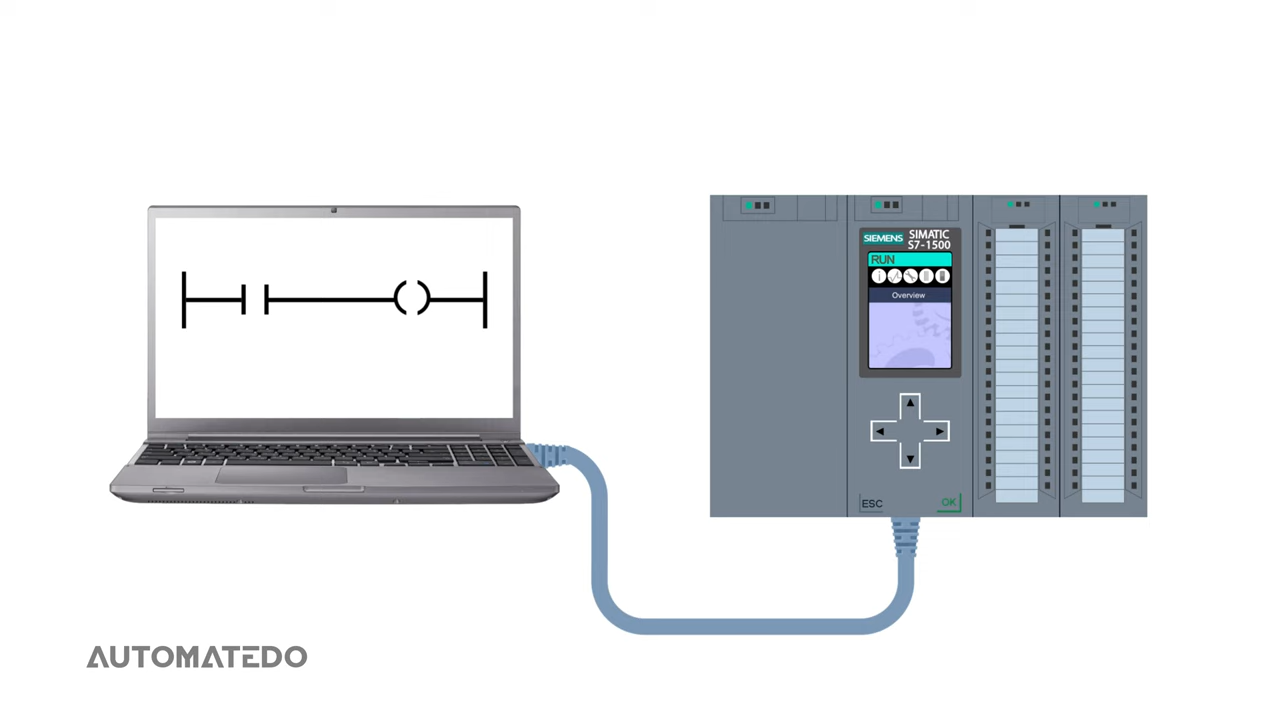 SIEMENS
SIMATIC
S7-1500
RUN
Overview
ESC
OK
AUTOMATEDO